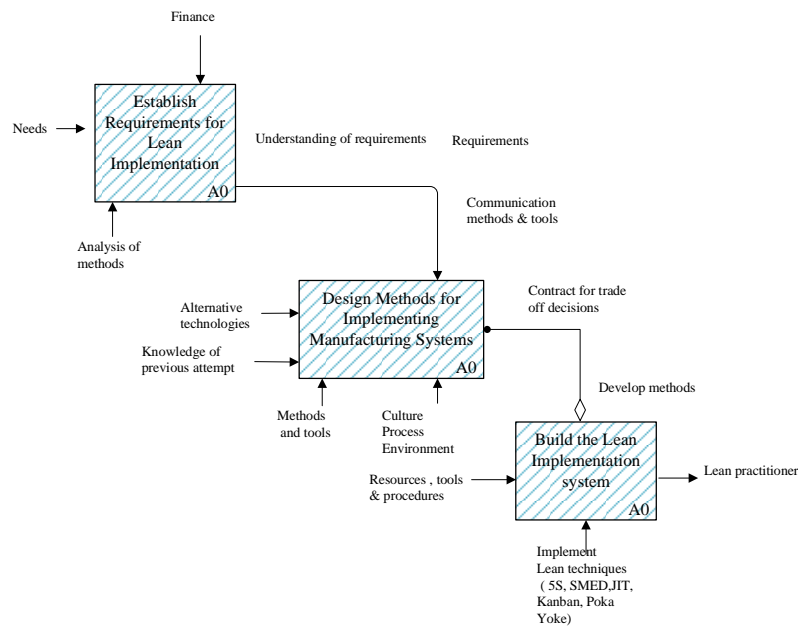 Finance
Establish
Requirements for
Lean
Implementation
A0
Needs
Understanding of requirements
Requirements
Analysis of
methods
Communication
methods & tools
Design Methods for
Implementing
Manufacturing Systems
A0
Alternative
technologies
Knowledge of
previous attempt
Methods
and tools
Culture
Process
Environment
Contract for trade
off decisions
Develop methods
Build the Lean
Implementation
system
A0
Resources , tools
& procedures
Lean practitioner
Implement
Lean techniques
( 5S, SMED,JIT,
Kanban, Poka
Yoke)